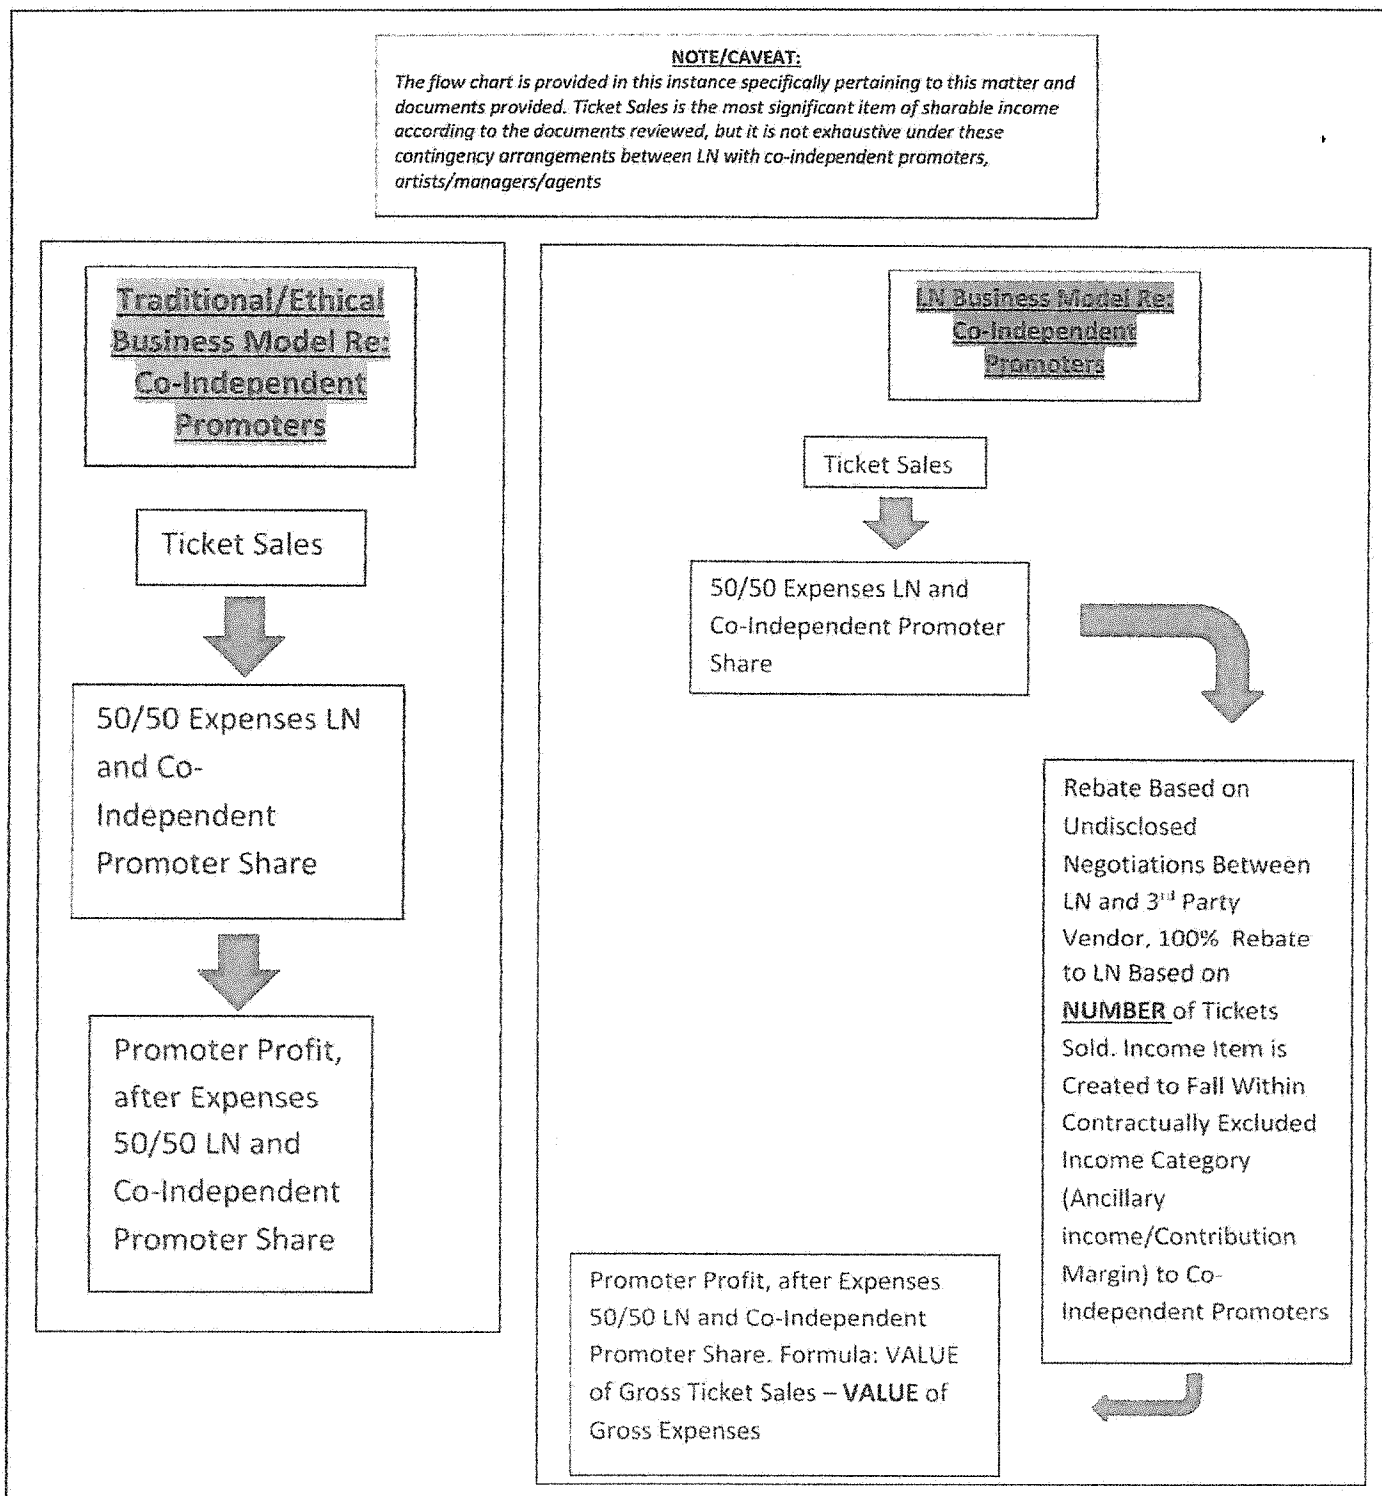 NOTE/CAVEAT:
The flow chart is provided in this instance specifically pertaining to this matter and
documents provided. Ticket Sales is the most significant item of sharable income
according to the documents reviewed, but it is not exhaustive under these
contingency arrangements between LN with co-independent promoters,
artists/managers/agents
Traditional/Ethical
Business Model Re:
Co-Independent
Promoters
Ticket Sales
50/50 Expenses LN
and Co-
Independent
Promoter Share
Promoter Profit,
after Expenses
50/50 LN and
Co-Independent
Promoter Share
LN Business Model Re:
Co-Independent
Promoters
Ticket Sales
50/50 Expenses LN and
Co-Independent Promoter
Share
Rebate Based on
Undisclosed
Negotiations Between
LN and 3rd Party
Vendor, 100% Rebate
to LN Based on
NUMBER of Tickets
Sold. Income Item is
Created to Fall Within
Contractually Excluded
Income Category
(Ancillary
income/Contribution
Margin) to Co-
Independent Promoters
Promoter Profit, after Expenses
50/50 LN and Co-Independent
Promoter Share. Formula: VALUE
of Gross Ticket Sales – VALUE of
Gross Expenses